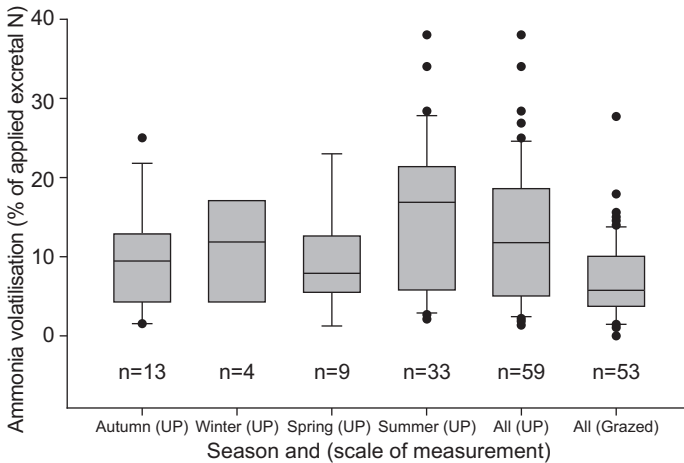 Ammonia volatilisation (% of applied excretal N)
40
30
20
10
0
n=13 n=4 n=9 n=33 n=59 n=53
Autumn (UP) Winter (UP) Spring (UP) Summer (UP) All (UP) All (Grazed)
Season and (scale of measurement)